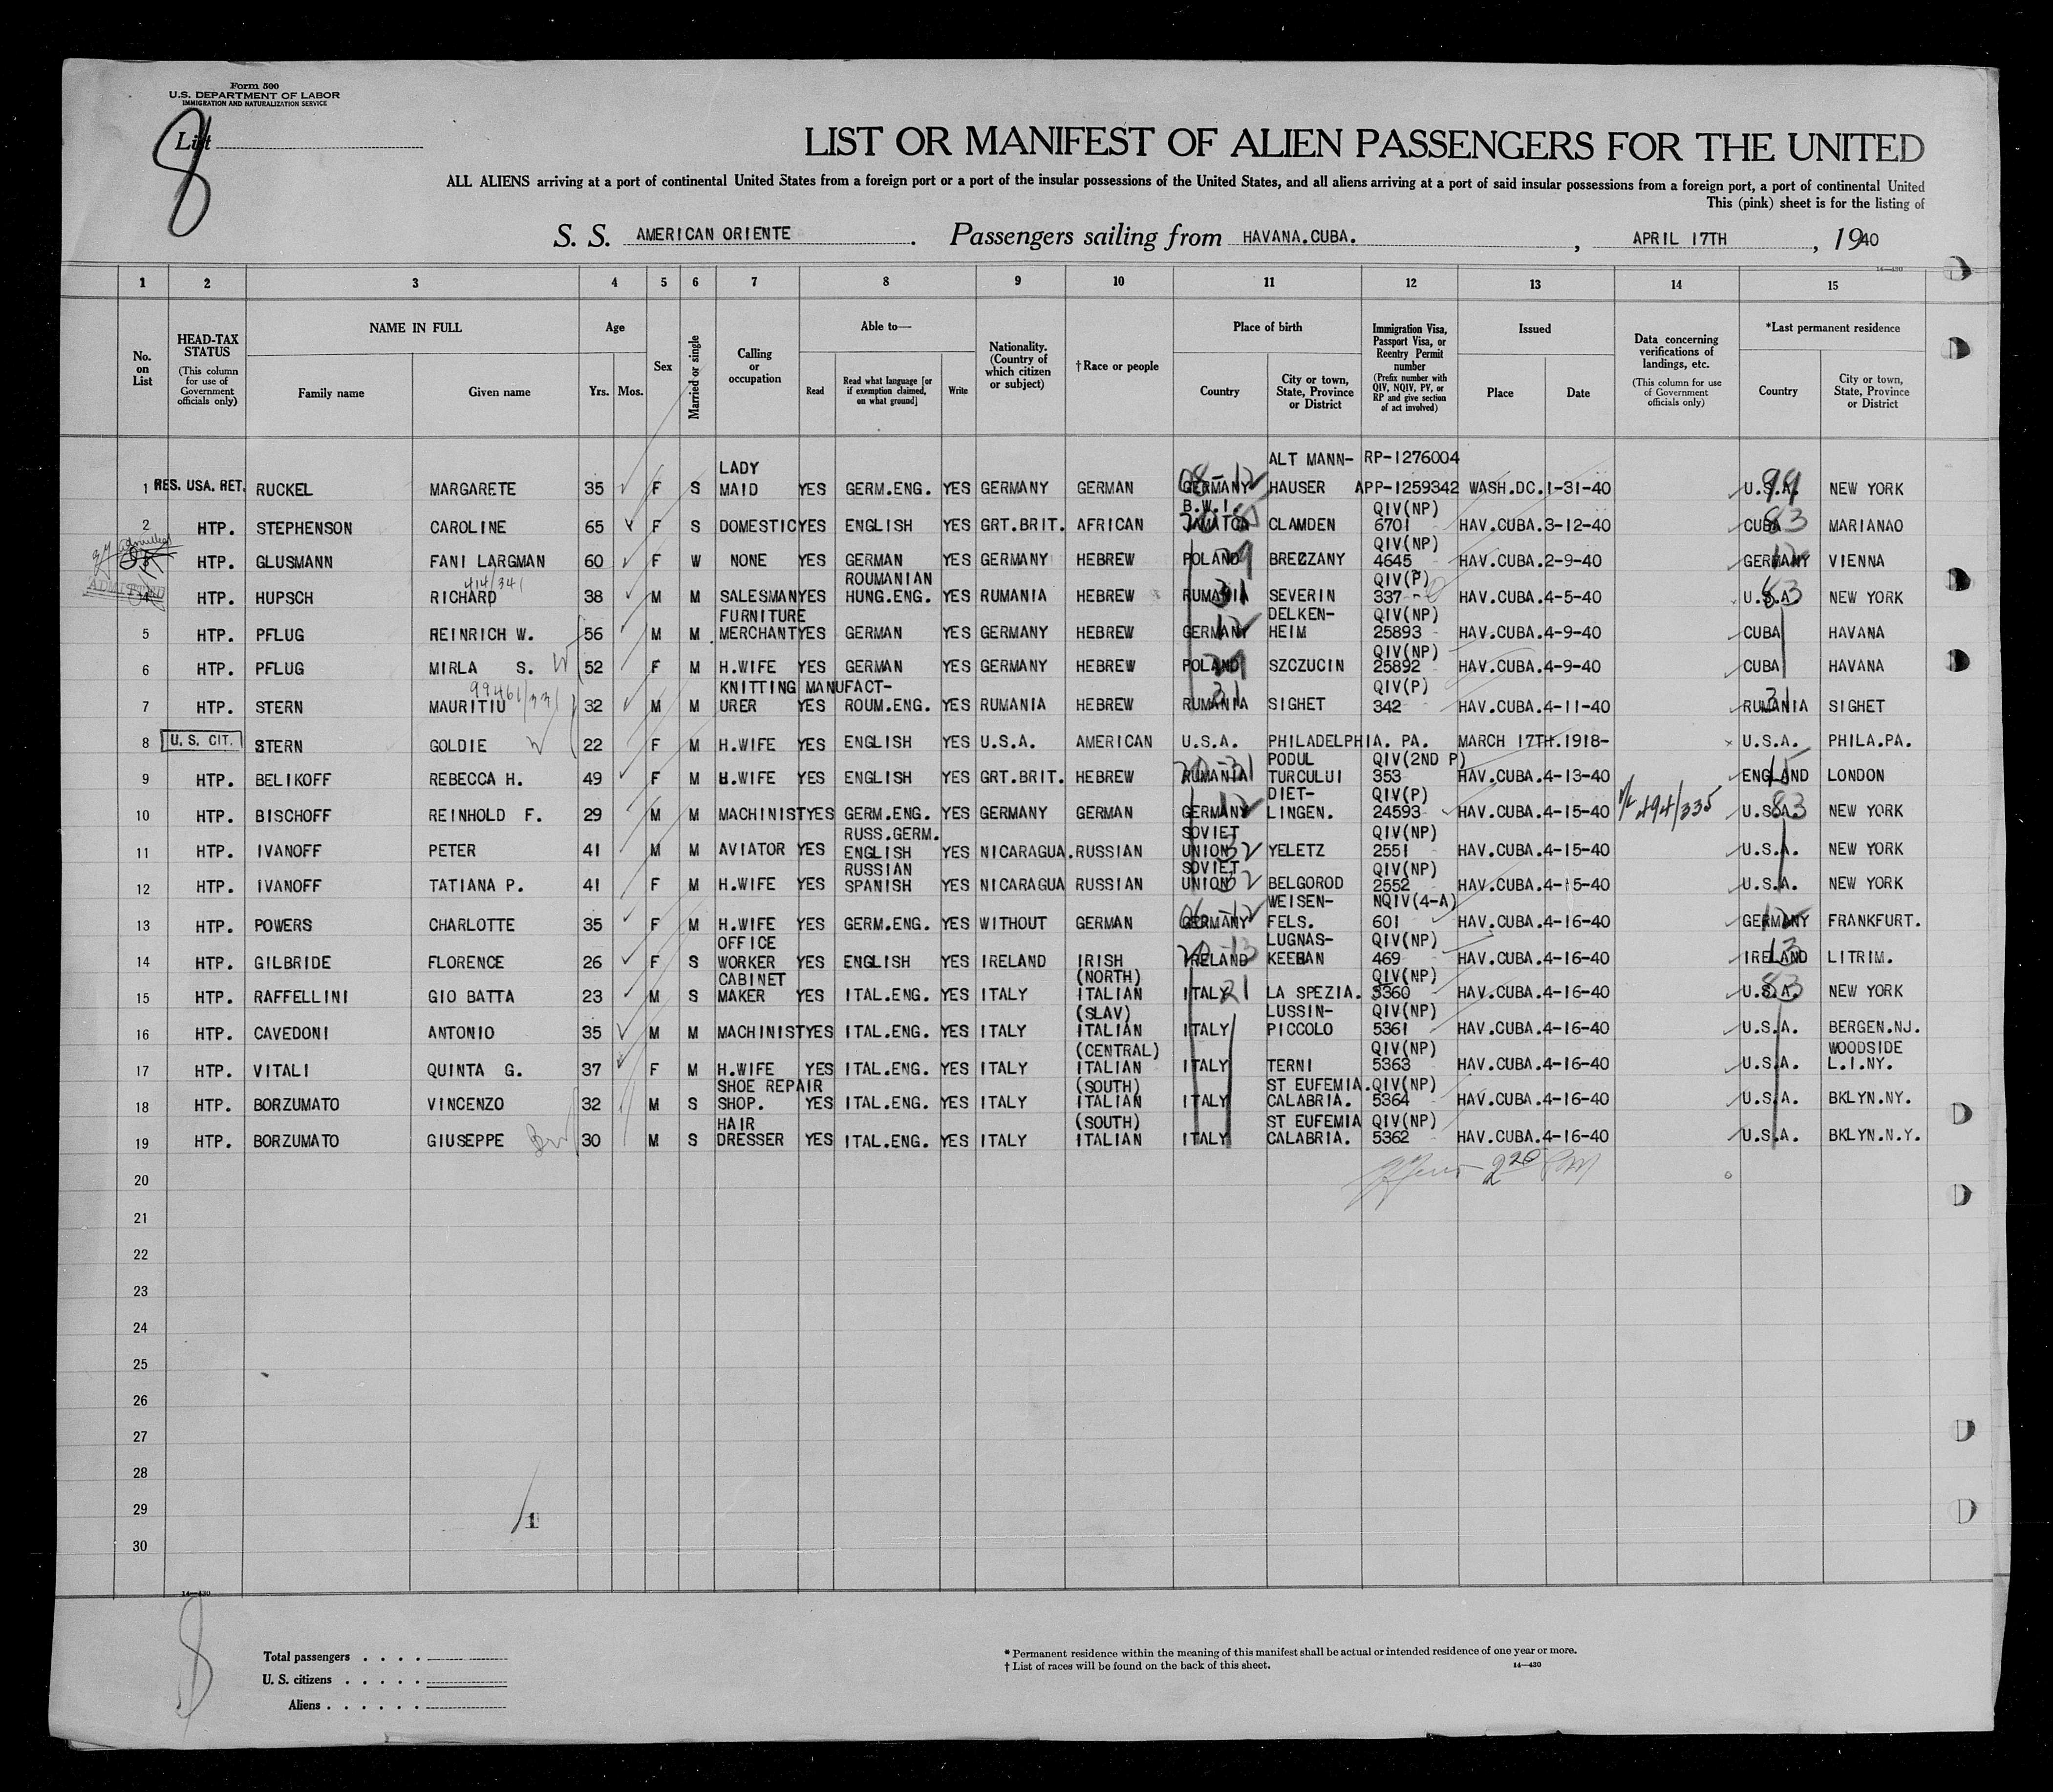 Form 500
U.S. DEPARTMENT OF LABOR
IMMIGRATION AND NATURALIZATION SERVICE
List
8
LIST OR MANIFEST OF ALIEN PASSENGERS FOR THE UNITED
ALL ALIENS arriving at a port of continental United States from a foreign port or a port of the insular possessions of the United States, and all aliens arriving at a port of said insular possessions from a foreign port, a port of continental United
This (pink) sheet is for the listing of
S. S. AMERICAN ORIENTE. Passengers sailing from HAVANA.CUBA. , APRIL 17TH , 1940
14—430
1 2 3 4 5 6 7 8 9 10 11 12 13 14 15
No. on List
HEAD-TAX STATUS (This column for use of Government officials only)
NAME IN FULL
Family name Given name
Age
Yrs. Mos.
Sex
Married or single
Calling or occupation
Able to—
Read Read what language [or if exemption claimed, on what ground] Write
Nationality. (Country of which citizen or subject)
†Race or people
Place of birth
Country City or town, State, Province or District
Immigration Visa, Passport Visa, or Reentry Permit number (Prefix number with QIV, NQIV, PV, or RP and give section of act involved)
Issued
Place Date
Data concerning verifications of landings, etc. (This column for use of Government officials only)
*Last permanent residence
Country City or town, State, Province or District
LADY ALT MANN- RP-1276004
1 RES. USA. RET. RUCKEL MARGARETE 35 F S MAID YES GERM.ENG. YES GERMANY GERMAN GERMANY HAUSER APP-1259342 WASH.DC. 1-31-40 U.S.A. NEW YORK
B.W.I. QIV(NP)
2 HTP. STEPHENSON CAROLINE 65 F S DOMESTIC YES ENGLISH YES GRT.BRIT. AFRICAN JAMAICA CLAMDEN 6701 HAV.CUBA. 3-12-40 CUBA MARIANAO
QIV(NP)
HTP. GLUSMANN FANI LARGMAN 60 F W NONE YES GERMAN YES GERMANY HEBREW POLAND BREZZANY 4645 HAV.CUBA. 2-9-40 GERMANY VIENNA
414/341 ROUMANIAN QIV(P)
ADMITTED HTP. HUPSCH RICHARD 38 M M SALESMAN YES HUNG.ENG. YES RUMANIA HEBREW RUMANIA SEVERIN 337 HAV.CUBA. 4-5-40 U.S.A. NEW YORK
FURNITURE DELKEN- QIV(NP)
5 HTP. PFLUG REINRICH W. 56 M M MERCHANT YES GERMAN YES GERMANY HEBREW GERMANY HEIM 25893 HAV.CUBA. 4-9-40 CUBA HAVANA
QIV(NP)
6 HTP. PFLUG MIRLA S. W 52 F M H.WIFE YES GERMAN YES GERMANY HEBREW POLAND SZCZUCIN 25892 HAV.CUBA. 4-9-40 CUBA HAVANA
KNITTING MANUFACT- QIV(P)
7 HTP. STERN MAURITIU 32 M M URER YES ROUM.ENG. YES RUMANIA HEBREW RUMANIA SIGHET 342 HAV.CUBA. 4-11-40 RUMANIA SIGHET
8 U. S. CIT. STERN GOLDIE W 22 F M H.WIFE YES ENGLISH YES U.S.A. AMERICAN U.S.A. PHILADELPHIA. PA. MARCH 17TH.1918- U.S.A. PHILA.PA.
PODUL QIV(2ND P)
9 HTP. BELIKOFF REBECCA H. 49 F M H.WIFE YES ENGLISH YES GRT.BRIT. HEBREW RUMANIA TURCULUI 353 HAV.CUBA. 4-13-40 ENGLAND LONDON
DIET- QIV(P)
10 HTP. BISCHOFF REINHOLD F. 29 M M MACHINIST YES GERM.ENG. YES GERMANY GERMAN GERMANY LINGEN. 24593 HAV.CUBA. 4-15-40 494/335 U.S.A. NEW YORK
RUSS.GERM. SOVIET QIV(NP)
11 HTP. IVANOFF PETER 41 M M AVIATOR YES ENGLISH YES NICARAGUA. RUSSIAN UNION YELETZ 2551 HAV.CUBA. 4-15-40 U.S.A. NEW YORK
RUSSIAN SOVIET QIV(NP)
12 HTP. IVANOFF TATIANA P. 41 F M H.WIFE YES SPANISH YES NICARAGUA RUSSIAN UNION BELGOROD 2552 HAV.CUBA. 4-15-40 U.S.A. NEW YORK
WEISEN- NQIV(4-A)
13 HTP. POWERS CHARLOTTE 35 F M H.WIFE YES GERM.ENG. YES WITHOUT GERMAN GERMANY FELS. 601 HAV.CUBA. 4-16-40 GERMANY FRANKFURT.
OFFICE LUGNAS- QIV(NP)
14 HTP. GILBRIDE FLORENCE 26 F S WORKER YES ENGLISH YES IRELAND IRISH IRELAND KEERAN 469 HAV.CUBA. 4-16-40 IRELAND LITRIM.
CABINET (NORTH) QIV(NP)
15 HTP. RAFFELLINI GIO BATTA 23 M S MAKER YES ITAL.ENG. YES ITALY ITALIAN ITALY 21 LA SPEZIA. 5360 HAV.CUBA. 4-16-40 U.S.A. NEW YORK
(SLAV) LUSSIN- QIV(NP)
16 HTP. CAVEDONI ANTONIO 35 M M MACHINIST YES ITAL.ENG. YES ITALY ITALIAN ITALY PICCOLO 5361 HAV.CUBA. 4-16-40 U.S.A. BERGEN.NJ.
(CENTRAL) QIV(NP) WOODSIDE
17 HTP. VITALI QUINTA G. 37 F M H.WIFE YES ITAL.ENG. YES ITALY ITALIAN ITALY TERNI 5363 HAV.CUBA. 4-16-40 U.S.A. L.I.NY.
SHOE REPAIR (SOUTH) ST EUFEMIA. QIV(NP)
18 HTP. BORZUMATO VINCENZO 32 M S SHOP. YES ITAL.ENG. YES ITALY ITALIAN ITALY CALABRIA. 5364 HAV.CUBA. 4-16-40 U.S.A. BKLYN.NY.
HAIR (SOUTH) ST EUFEMIA QIV(NP)
19 HTP. BORZUMATO GIUSEPPE 30 M S DRESSER YES ITAL.ENG. YES ITALY ITALIAN ITALY CALABRIA. 5362 HAV.CUBA. 4-16-40 U.S.A. BKLYN.N.Y.
20
21
22
23
24
25
26
27
28
29
30
14—430
8
Total passengers . . . .
U. S. citizens . . . . .
Aliens . . . . . .
* Permanent residence within the meaning of this manifest shall be actual or intended residence of one year or more.
† List of races will be found on the back of this sheet. 14—430